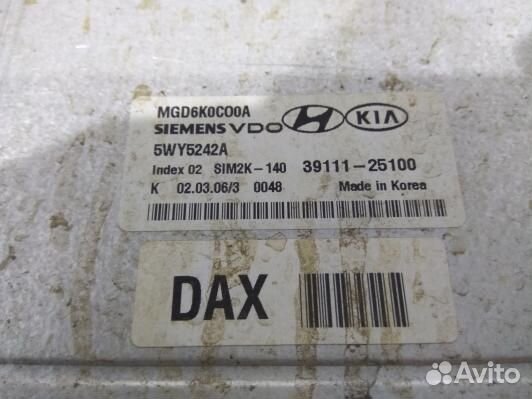 MGD6K0C00A
SIEMENS VDO KIA
5WY5242A
Index 02 SIM2K-140 39111-25100
K 02.03.06/3 0048 Made in Korea
DAX
Avito